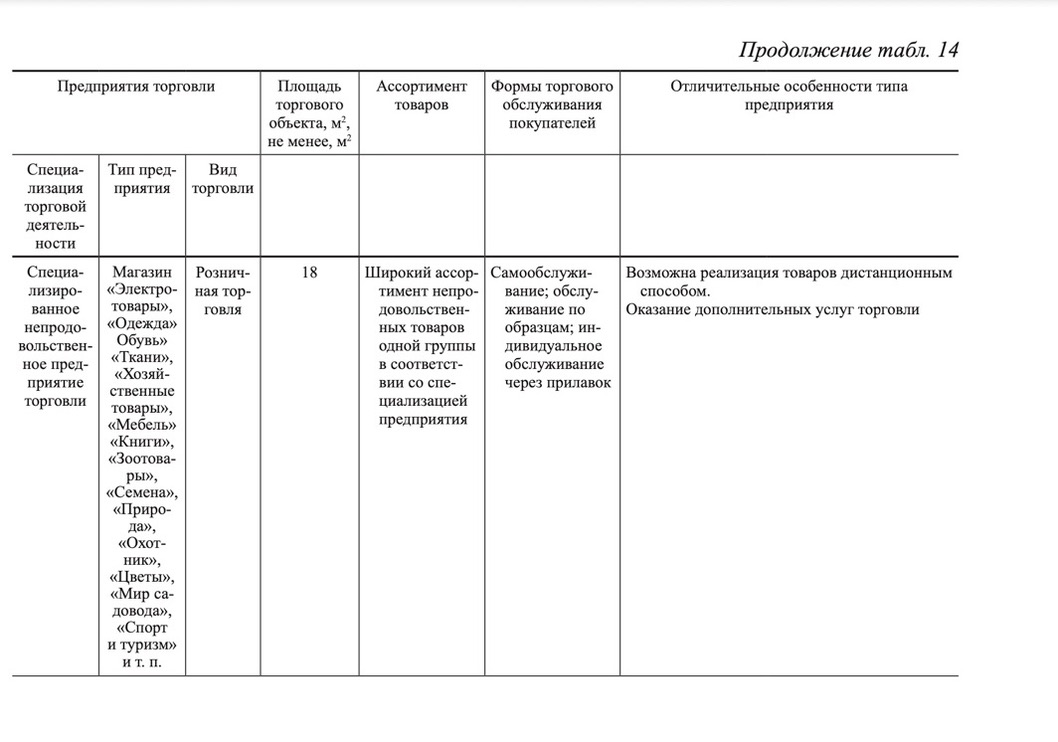 Продолжение табл. 14
Предприятия торговли
Площадь
торгового
объекта, м²,
не менее, м²
Ассортимент
товаров
Формы торгового
обслуживания
покупателей
Отличительные особенности типа
предприятия
Специа-
лизация
торговой
деятель-
ности
Тип пред-
приятия
Вид
торговли
Специа-
лизиро-
ванное
непродо-
вольствен-
ное пред-
приятие
торговли
Магазин
«Электро-
товары»,
«Одежда»
Обувь»
«Ткани»,
«Хозяй-
ственные
товары»,
«Мебель»
«Книги»,
«Зоотова-
ры»,
«Семена»,
«Приро-
да»,
«Охот-
ник»,
«Цветы»,
«Мир са-
довода»,
«Спорт
и туризм»
и т. п.
Рознич-
ная тор-
говля
18
Широкий ассор-
тимент непро-
довольствен-
ных товаров
одной группы
в соответст-
вии со спе-
циализацией
предприятия
Самообслужи-
вание; обслу-
живание по
образцам; ин-
дивидуальное
обслуживание
через прилавок
Возможна реализация товаров дистанционным
способом.
Оказание дополнительных услуг торговли